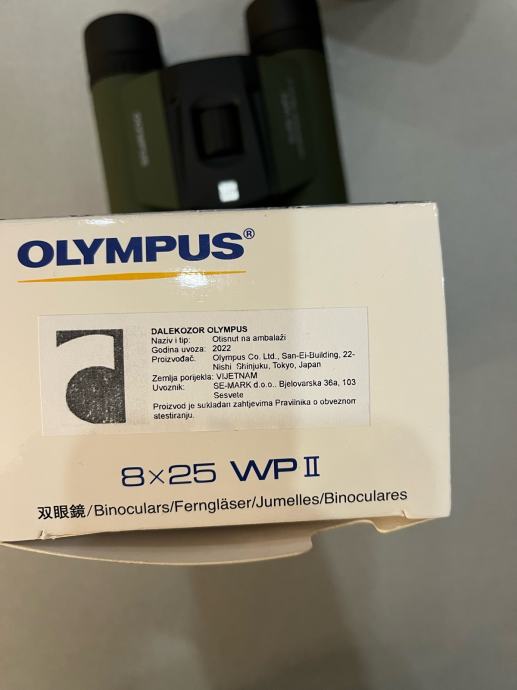 OLYMPUS®
DALEKOZOR OLYMPUS
Naziv i tip: Otisnut na ambalaži
Godina uvoza: 2022
Proizvođač: Olympus Co. Ltd., San-Ei-Building, 22-
Nishi Shinjuku, Tokyo, Japan
Zemlja porijekla: VIJETNAM
Uvoznik: SE-MARK d.o.o.. Bjelovarska 36a, 103
Sesvete
Proizvod je sukladan zahtjevima Pravilnika o obveznom
atestiranju.
a
8×25 WP II
双眼鏡/Binoculars/Ferngläser/Jumelles/Binoculares